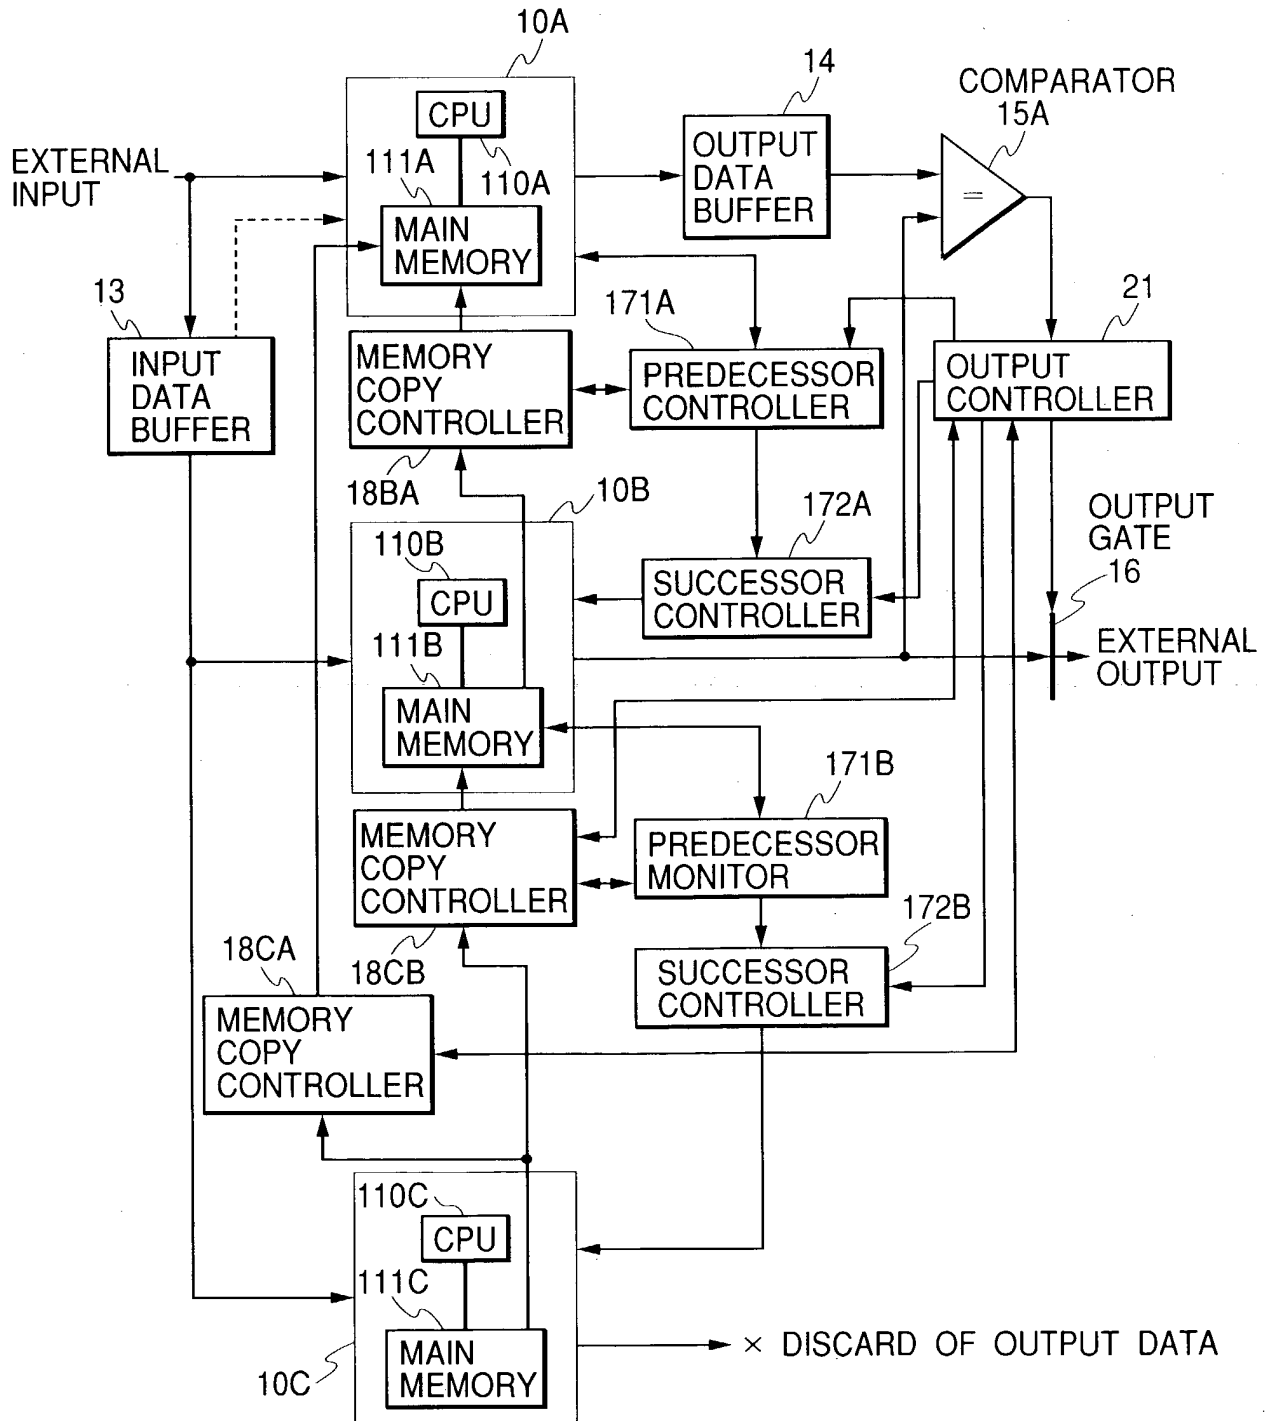 10A
14
COMPARATOR
15A
CPU
110A
EXTERNAL
INPUT
111A
MAIN
MEMORY
OUTPUT
DATA
BUFFER
=
13
INPUT
DATA
BUFFER
MEMORY
COPY
CONTROLLER
18BA
171A
PREDECESSOR
CONTROLLER
21
OUTPUT
CONTROLLER
10B
110B
CPU
111B
MAIN
MEMORY
172A
SUCCESSOR
CONTROLLER
OUTPUT
GATE
16
EXTERNAL
OUTPUT
171B
PREDECESSOR
MONITOR
MEMORY
COPY
CONTROLLER
18CB
172B
SUCCESSOR
CONTROLLER
18CA
MEMORY
COPY
CONTROLLER
110C
CPU
111C
MAIN
MEMORY
10C
× DISCARD OF OUTPUT DATA